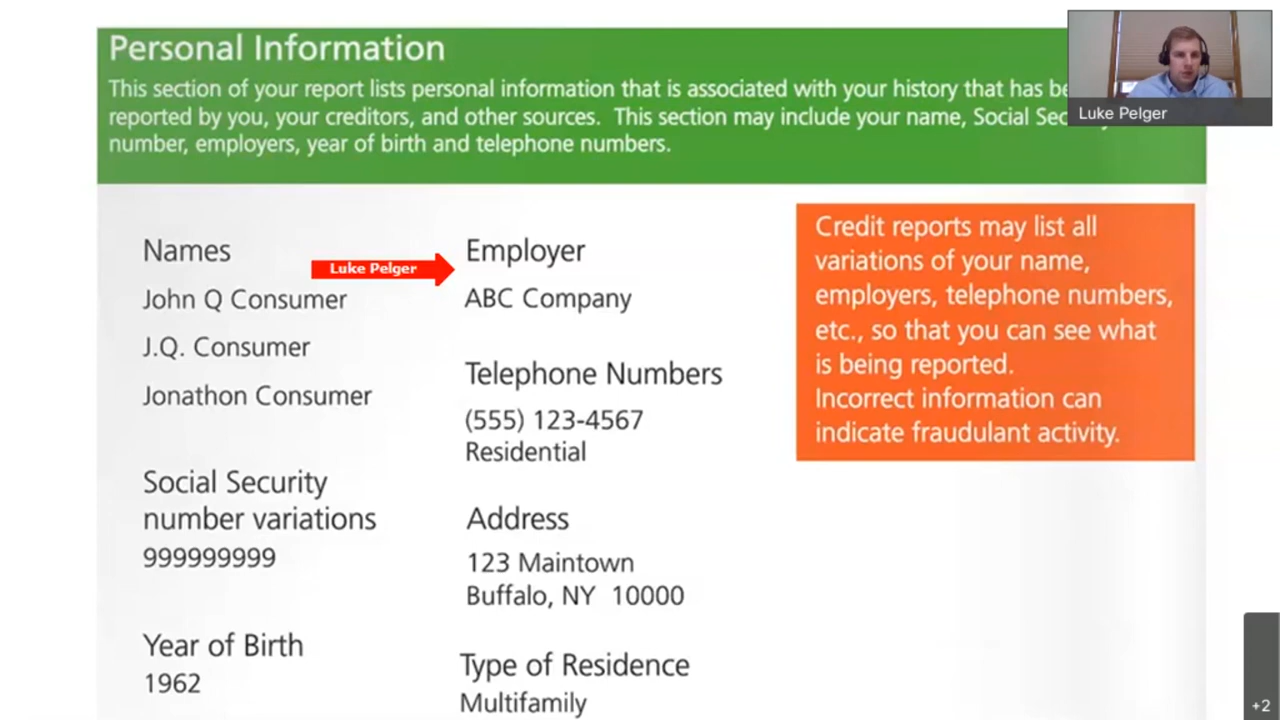 Personal Information
This section of your report lists personal information that is associated with your history that has be
reported by you, your creditors, and other sources. This section may include your name, Social Sec
number, employers, year of birth and telephone numbers.
Luke Pelger
Names
Luke Pelger
John Q Consumer
J.Q. Consumer
Jonathon Consumer
Social Security
number variations
999999999
Year of Birth
1962
Employer
ABC Company
Telephone Numbers
(555) 123-4567
Residential
Address
123 Maintown
Buffalo, NY 10000
Type of Residence
Multifamily
Credit reports may list all
variations of your name,
employers, telephone numbers,
etc., so that you can see what
is being reported.
Incorrect information can
indicate fraudulant activity.
+2